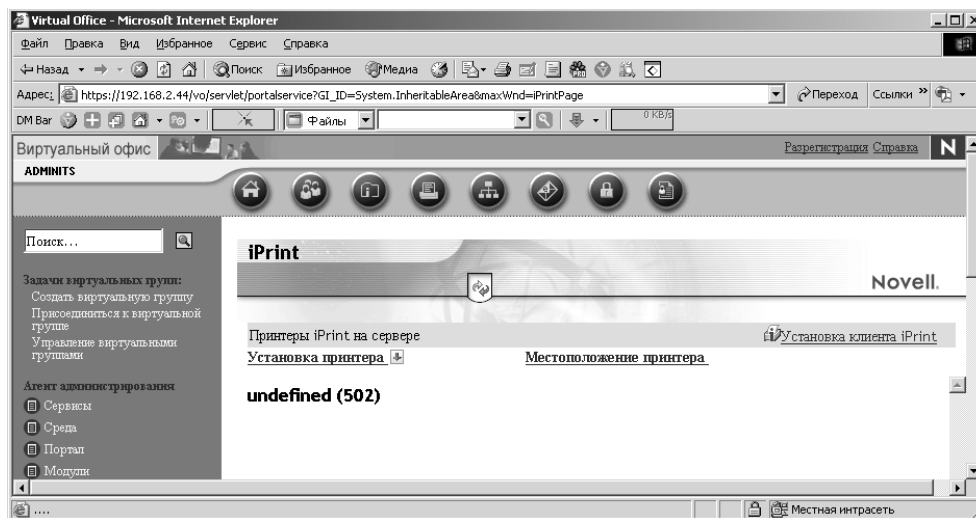 Virtual Office - Microsoft Internet Explorer
Файл Правка Вид Избранное Сервис Справка
Назад Поиск Избранное Медиа
Адрес: https://192.168.2.44/vo/servlet/portalservice?GI_ID=System.InheritableArea&maxWnd=iPrintPage Переход Ссылки »
DM Bar Файлы 0 KB/s
Виртуальный офис Разрегистрация Справка N
ADMINITS
Поиск...
Задачи виртуальных групп:
Создать виртуальную группу
Присоединиться к виртуальной
группе
Управление виртуальными
группами
Агент администрирования
Сервисы
Среда
Портал
Модули
iPrint
Novell.
Принтеры iPrint на сервере Установка клиента iPrint
Установка принтера Местоположение принтера
undefined (502)
.... Местная интрасеть